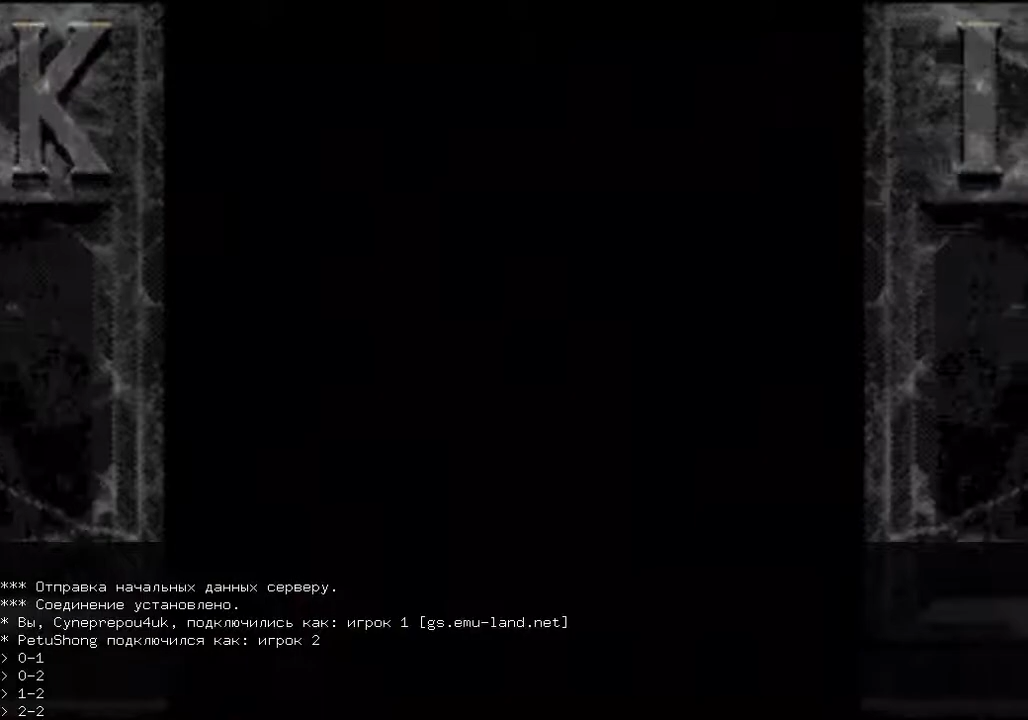 K I
*** Отправка начальных данных серверу.
*** Соединение установлено.
* Вы, Cyneprepou4uk, подключились как: игрок 1 [gs.emu-land.net]
* PetuShong подключился как: игрок 2
> 0-1
> 0-2
> 1-2
> 2-2